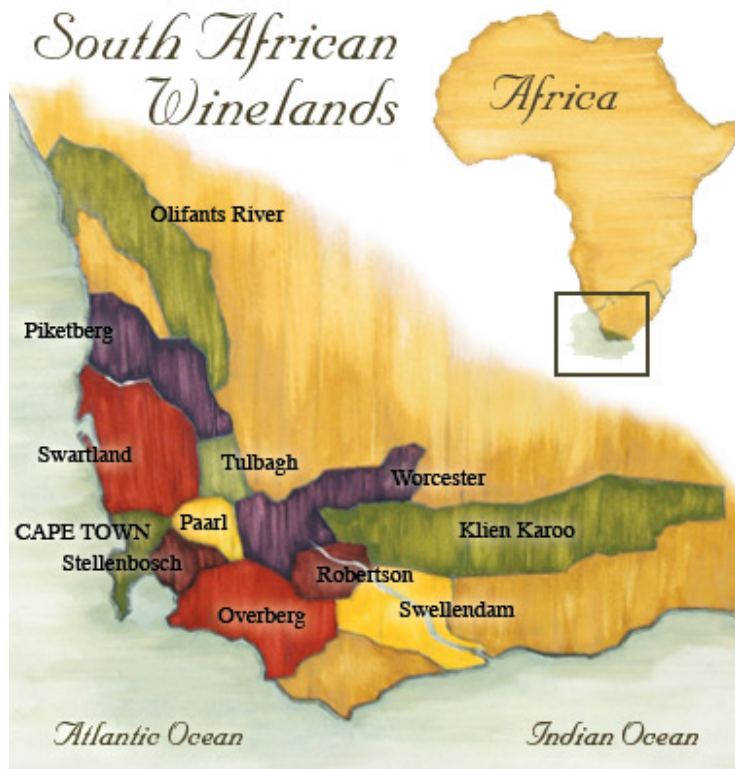 South African
Winelands
Africa
Olifants River
Piketberg
Swartland
Tulbagh
Worcester
CAPE TOWN
Paarl
Klien Karoo
Stellenbosch
Robertson
Overberg
Swellendam
Atlantic Ocean
Indian Ocean